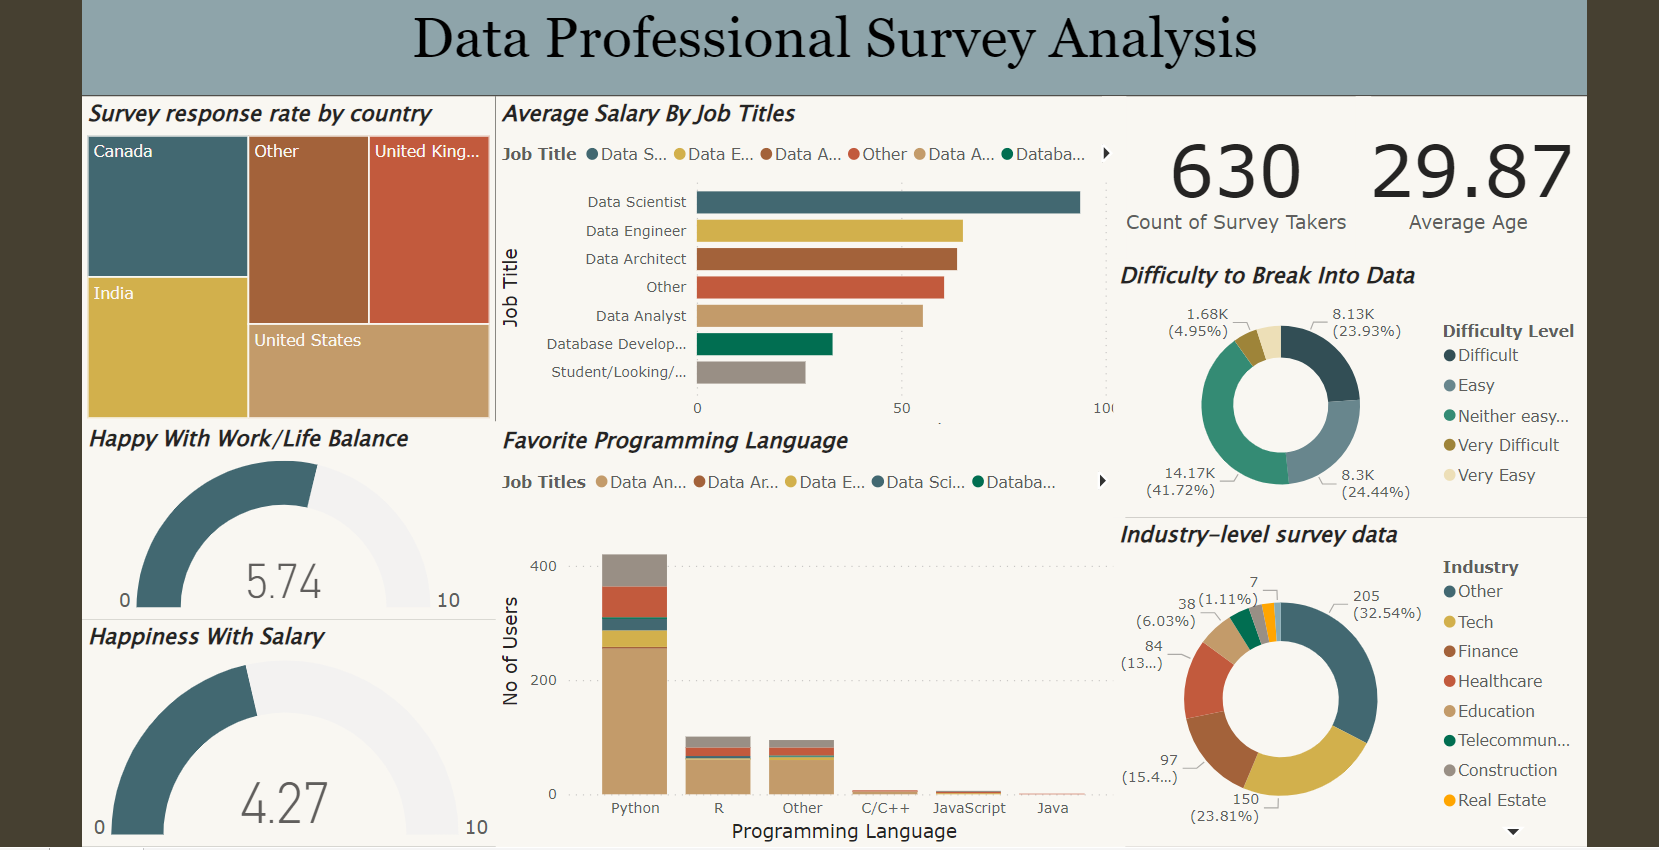 Data Professional Survey Analysis
Survey response rate by country
Canada
Other
United King...
India
United States
Happy With Work/Life Balance
5.74
0
10
Happiness With Salary
4.27
0
10
Average Salary By Job Titles
Job Title Data S... Data E... Data A... Other Data A... Databa...
Job Title
Data Scientist
Data Engineer
Data Architect
Other
Data Analyst
Database Develop...
Student/Looking/...
0 50 100
Favorite Programming Language
Job Titles Data An... Data Ar... Data E... Data Sci... Databa...
No of Users
400
200
0
Python R Other C/C++ JavaScript Java
Programming Language
630
Count of Survey Takers
29.87
Average Age
Difficulty to Break Into Data
1.68K
(4.95%)
8.13K
(23.93%)
14.17K
(41.72%)
8.3K
(24.44%)
Difficulty Level
Difficult
Easy
Neither easy...
Very Difficult
Very Easy
Industry-level survey data
7
(1.11%)
38
(6.03%)
84
(13...)
97
(15.4...)
150
(23.81%)
205
(32.54%)
Industry
Other
Tech
Finance
Healthcare
Education
Telecommun...
Construction
Real Estate